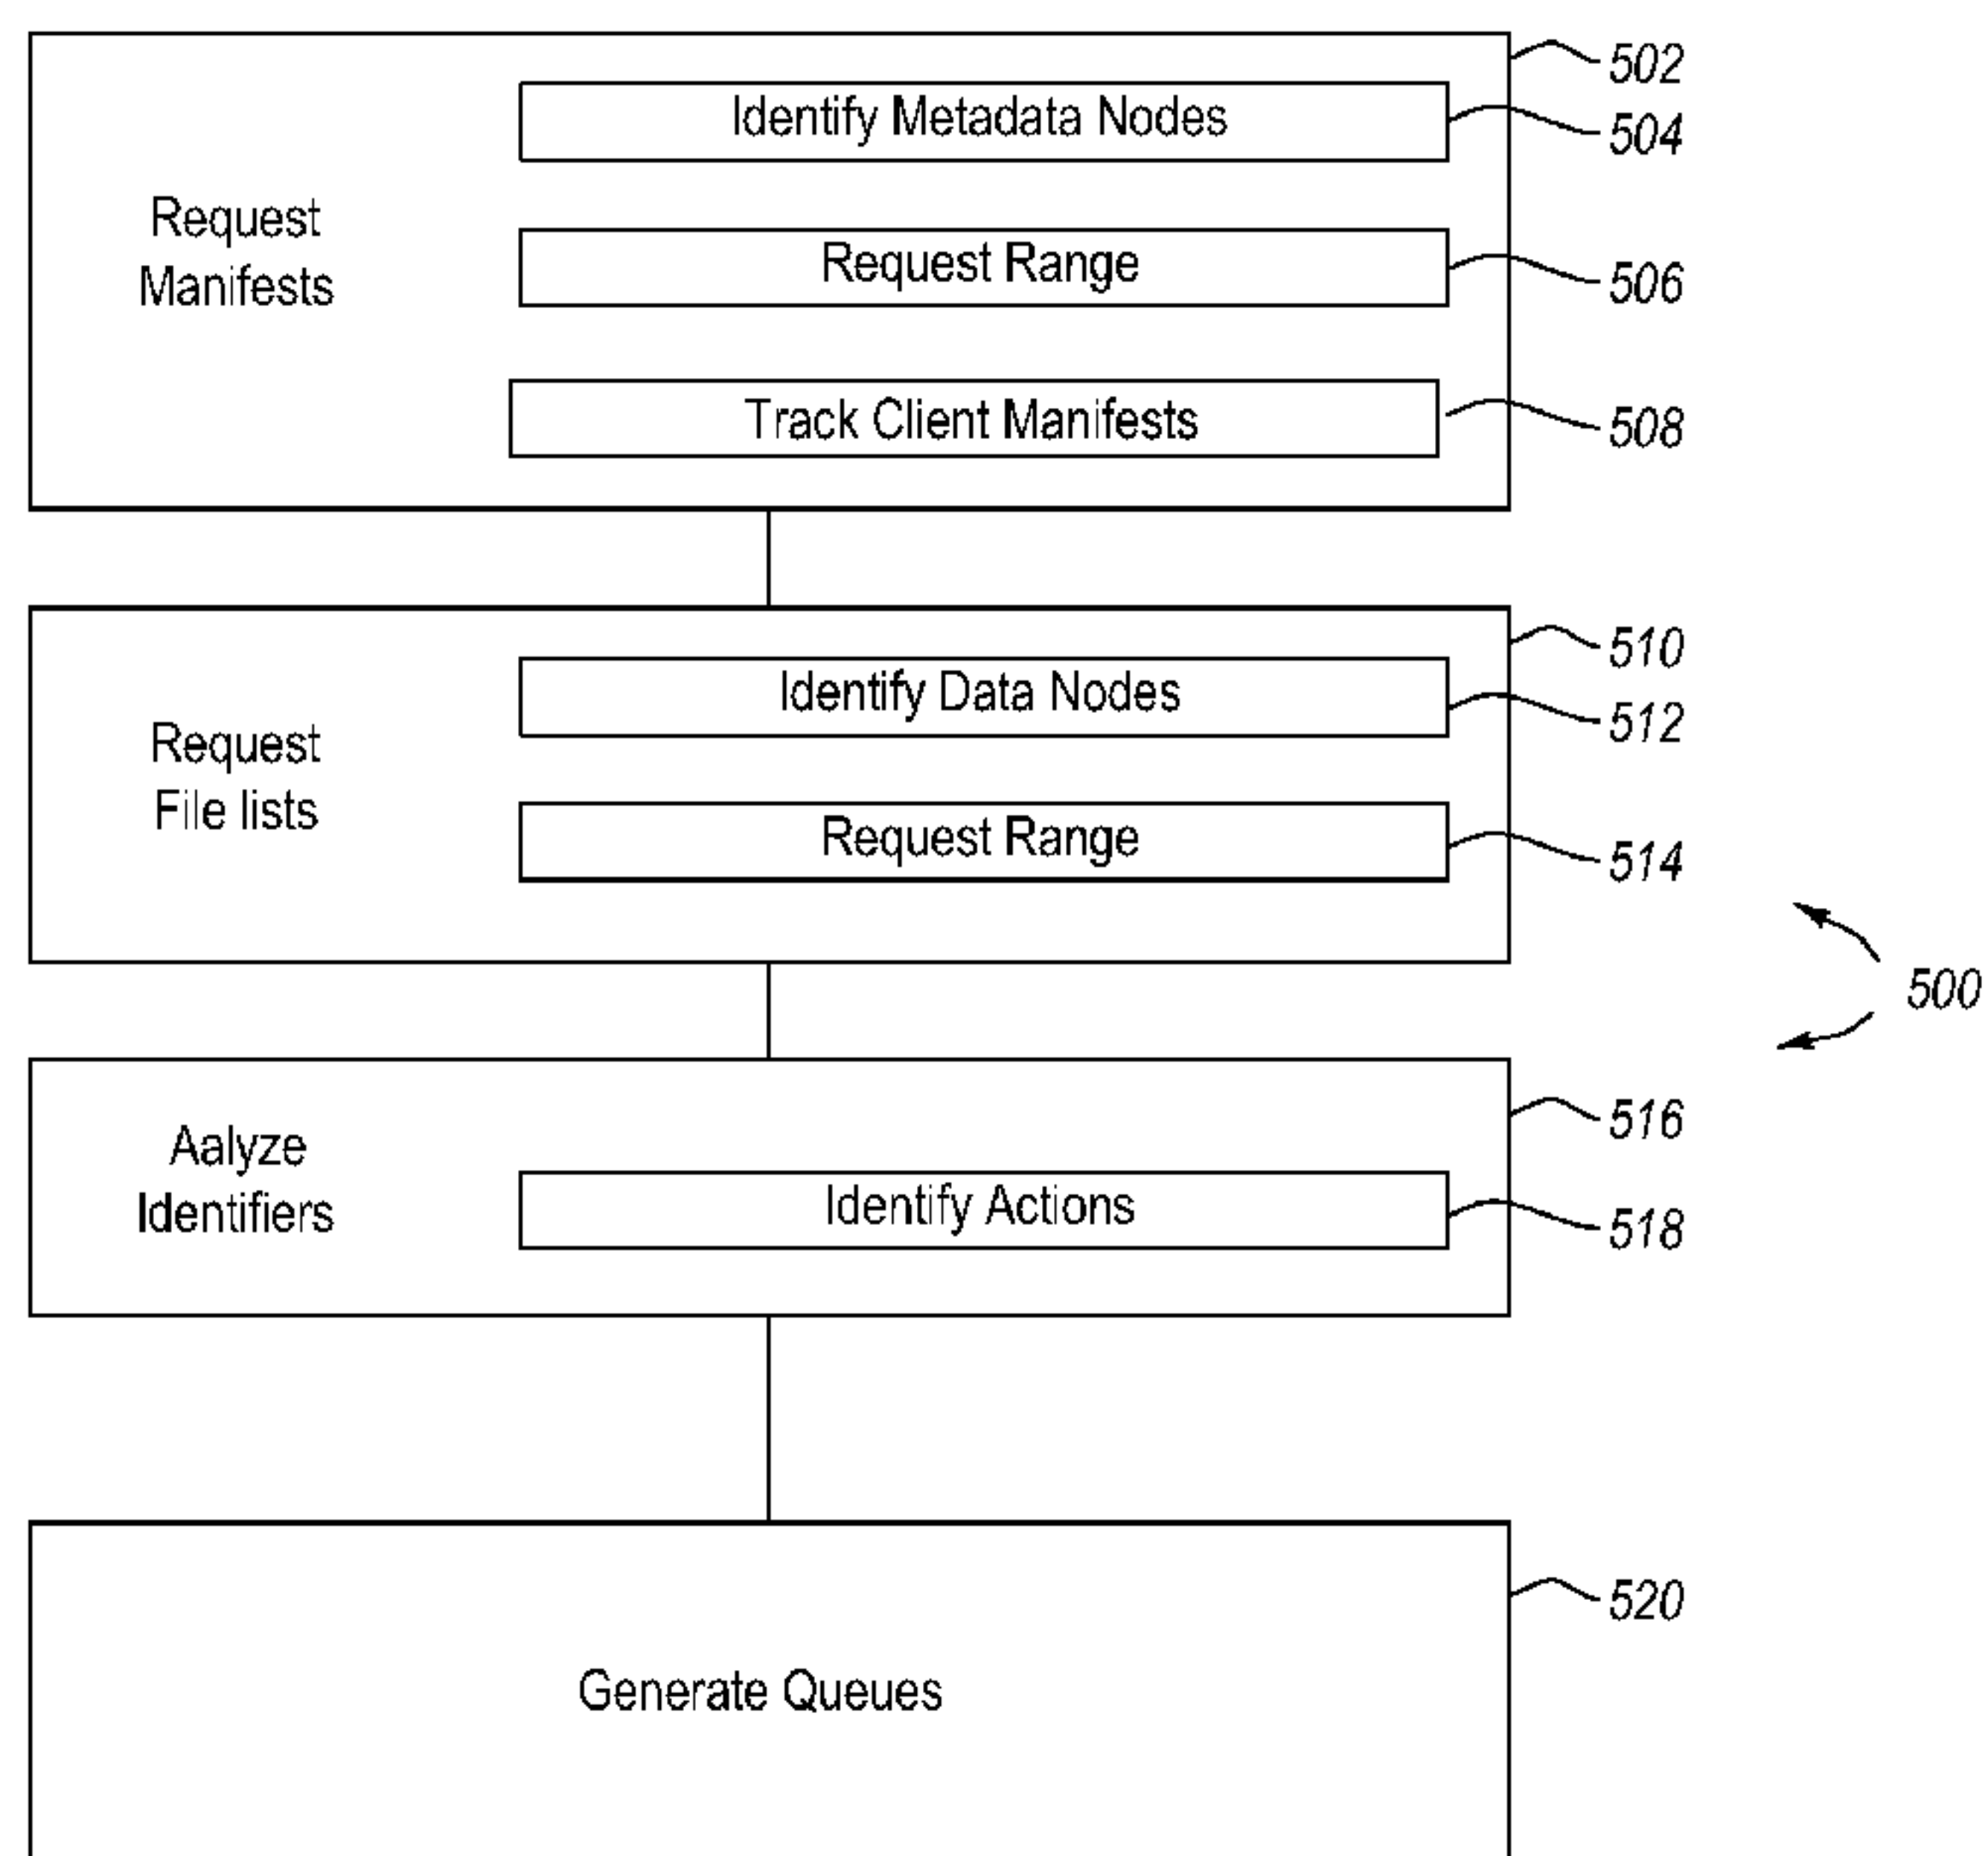 502
Identify Metadata Nodes
504
Request
Manifests
Request Range
506
Track Client Manifests
508
510
Identify Data Nodes
512
Request
File lists
Request Range
514
500
516
Aalyze
Identifiers
Identify Actions
518
520
Generate Queues